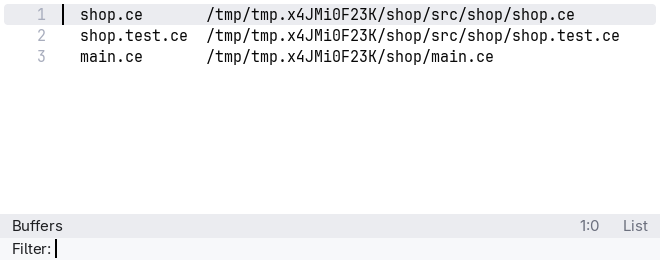 1 shop.ce /tmp/tmp.x4JMi0F23K/shop/src/shop/shop.ce
2 shop.test.ce /tmp/tmp.x4JMi0F23K/shop/src/shop/shop.test.ce
3 main.ce /tmp/tmp.x4JMi0F23K/shop/main.ce
Buffers 1:0 List
Filter: